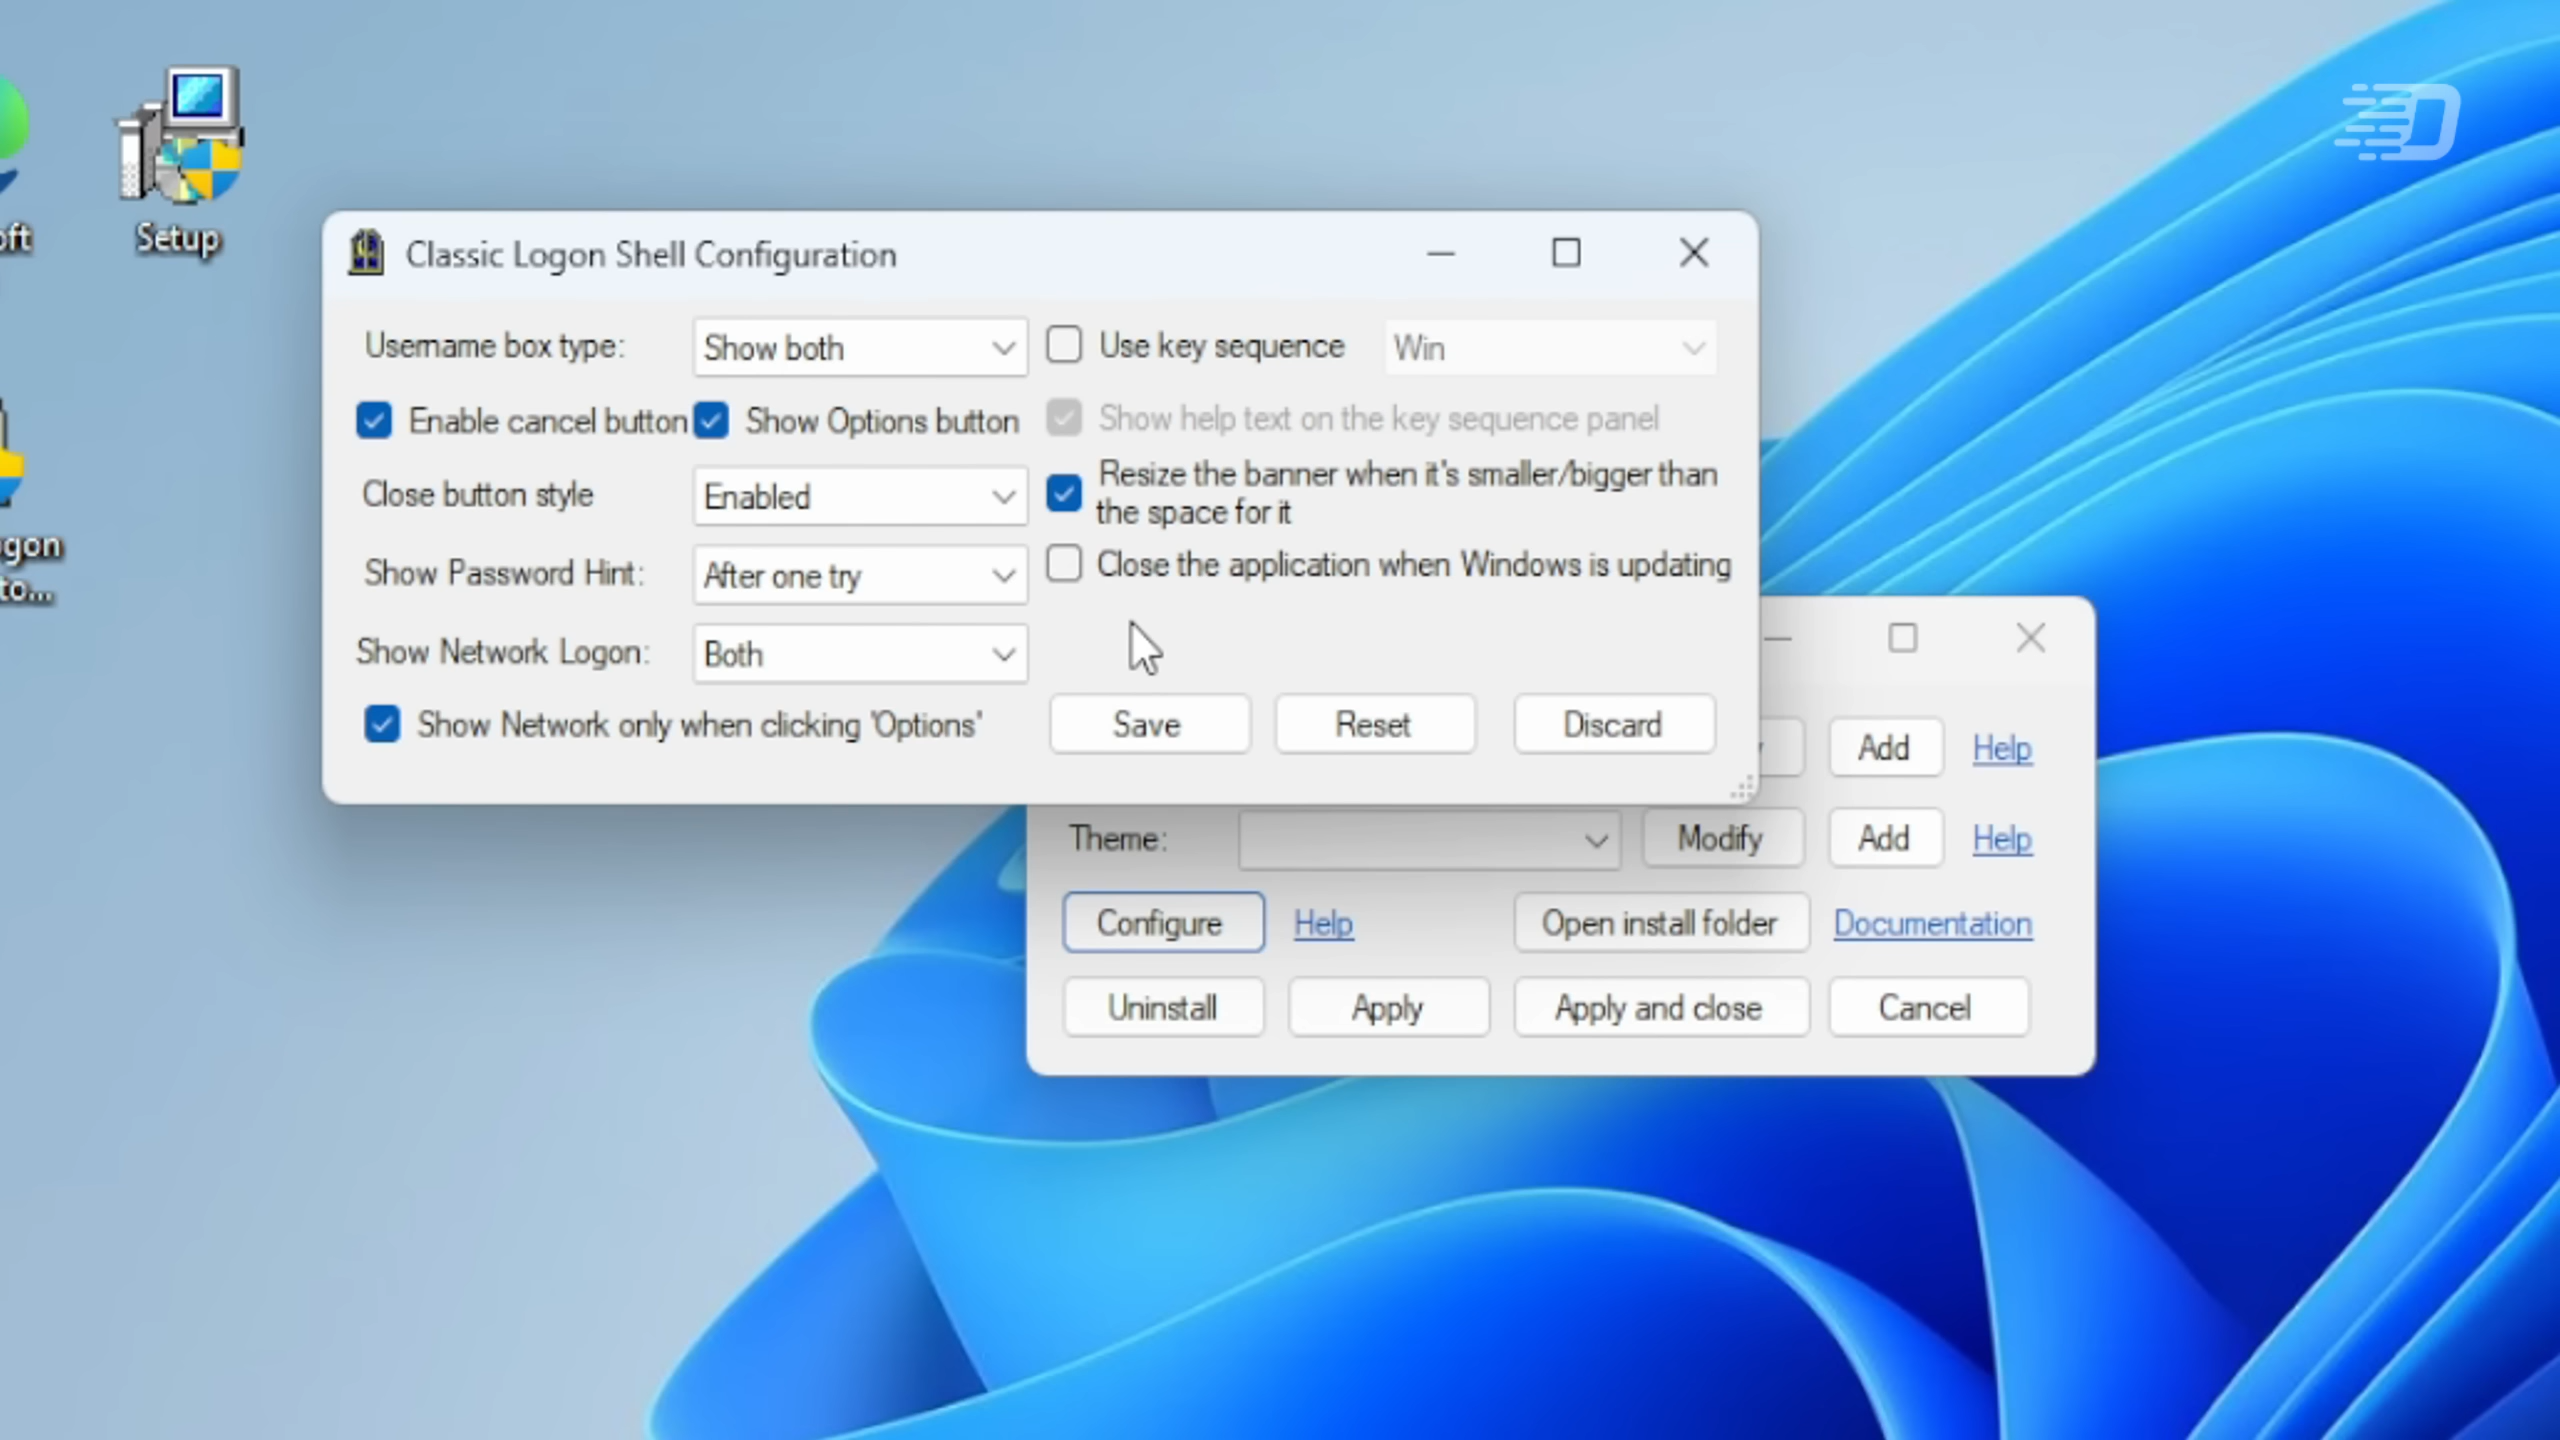 oft
Setup
gon
to...
Classic Logon Shell Configuration
Username box type:
Show both
Use key sequence
Win
Enable cancel button
Show Options button
Show help text on the key sequence panel
Close button style
Enabled
Resize the banner when it's smaller/bigger than
the space for it
Show Password Hint:
After one try
Close the application when Windows is updating
Show Network Logon:
Both
Show Network only when clicking 'Options'
Save
Reset
Discard
Add
Help
Theme:
Modify
Add
Help
Configure
Help
Open install folder
Documentation
Uninstall
Apply
Apply and close
Cancel